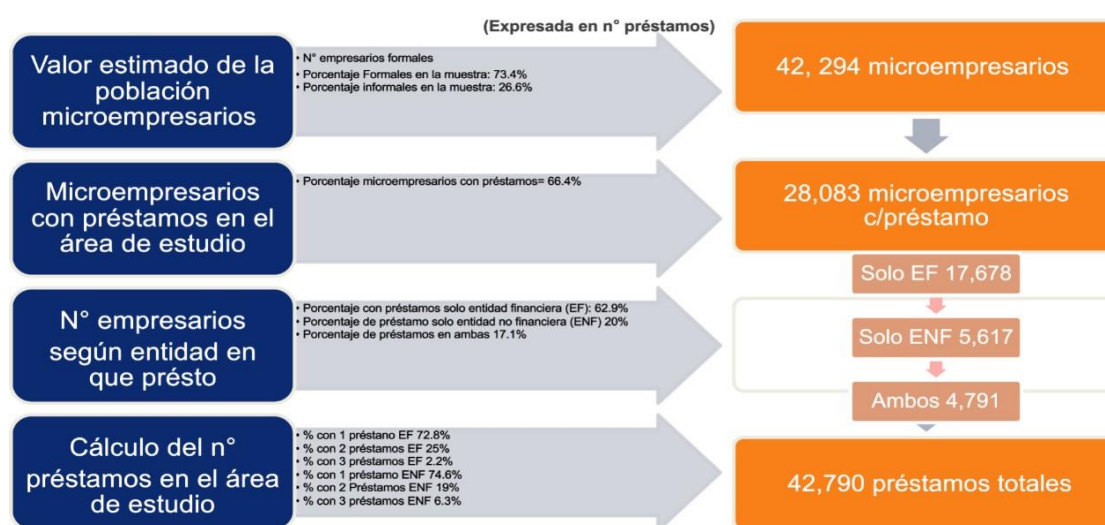 (Expresada en n° préstamos)
Valor estimado de la
población
microempresarios
• N° empresarios formales
• Porcentaje Formales en la muestra: 73.4%
• Porcentaje informales en la muestra: 26.6%
42, 294 microempresarios
Microempresarios
con préstamos en el
área de estudio
• Porcentaje microempresarios con préstamos= 66.4%
28,083 microempresarios
c/préstamo
Solo EF 17,678
N° empresarios
según entidad en
que présto
• Porcentaje con préstamos solo entidad financiera (EF): 62.9%
• Porcentaje de préstamo solo entidad no financiera (ENF) 20%
• Porcentaje de préstamos en ambas 17.1%
Solo ENF 5,617
Ambos 4,791
Cálculo del n°
préstamos en el área
de estudio
• % con 1 préstano EF 72.8%
• % con 2 préstamos EF 25%
• % con 3 préstamos EF 2.2%
• % con 1 préstamo ENF 74.6%
• % con 2 Préstamos ENF 19%
• % con 3 préstamos ENF 6.3%
42,790 préstamos totales